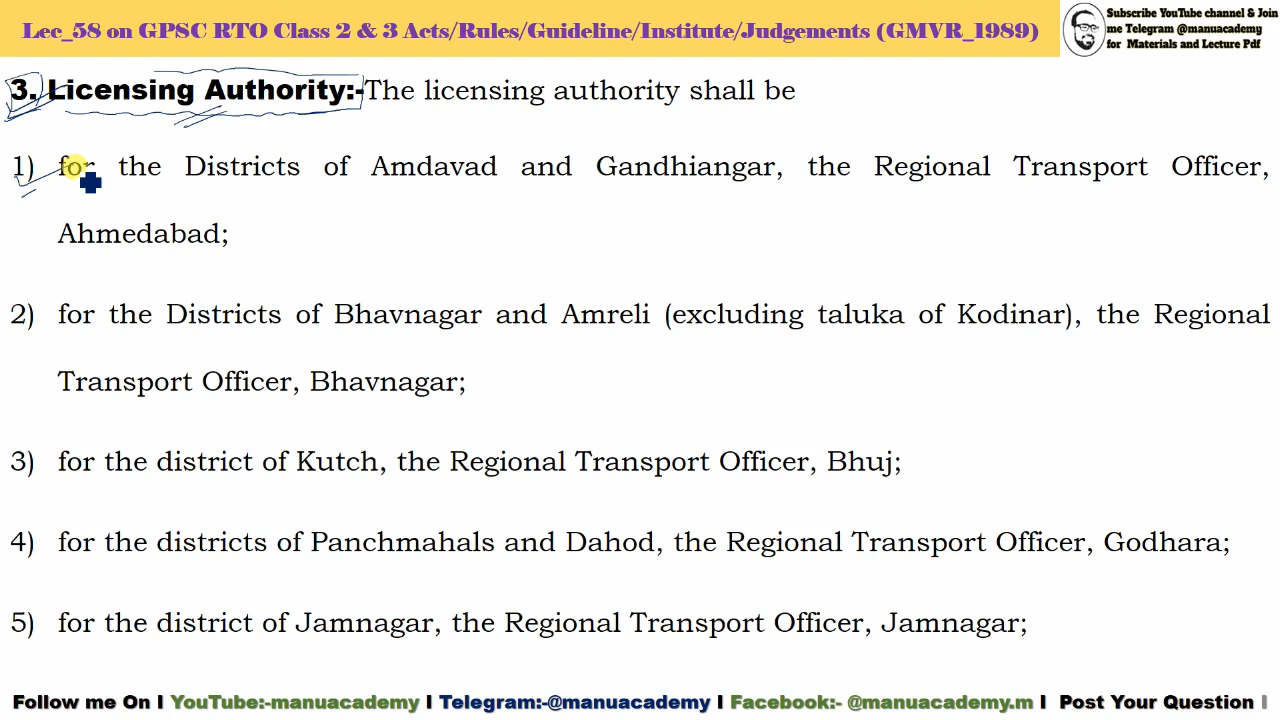 Lec_58 on GPSC RTO Class 2 & 3 Acts/Rules/Guideline/Institute/Judgements (GMVR_1989)
Subscribe YouTube channel & Join
me Telegram @manuacademy
for Materials and Lecture Pdf
3. Licensing Authority:-The licensing authority shall be
1) for the Districts of Amdavad and Gandhiangar, the Regional Transport Officer,
Ahmedabad;
2) for the Districts of Bhavnagar and Amreli (excluding taluka of Kodinar), the Regional
Transport Officer, Bhavnagar;
3) for the district of Kutch, the Regional Transport Officer, Bhuj;
4) for the districts of Panchmahals and Dahod, the Regional Transport Officer, Godhara;
5) for the district of Jamnagar, the Regional Transport Officer, Jamnagar;
Follow me On I YouTube:-manuacademy I Telegram:-@manuacademy I Facebook:- @manuacademy.m I Post Your Question I